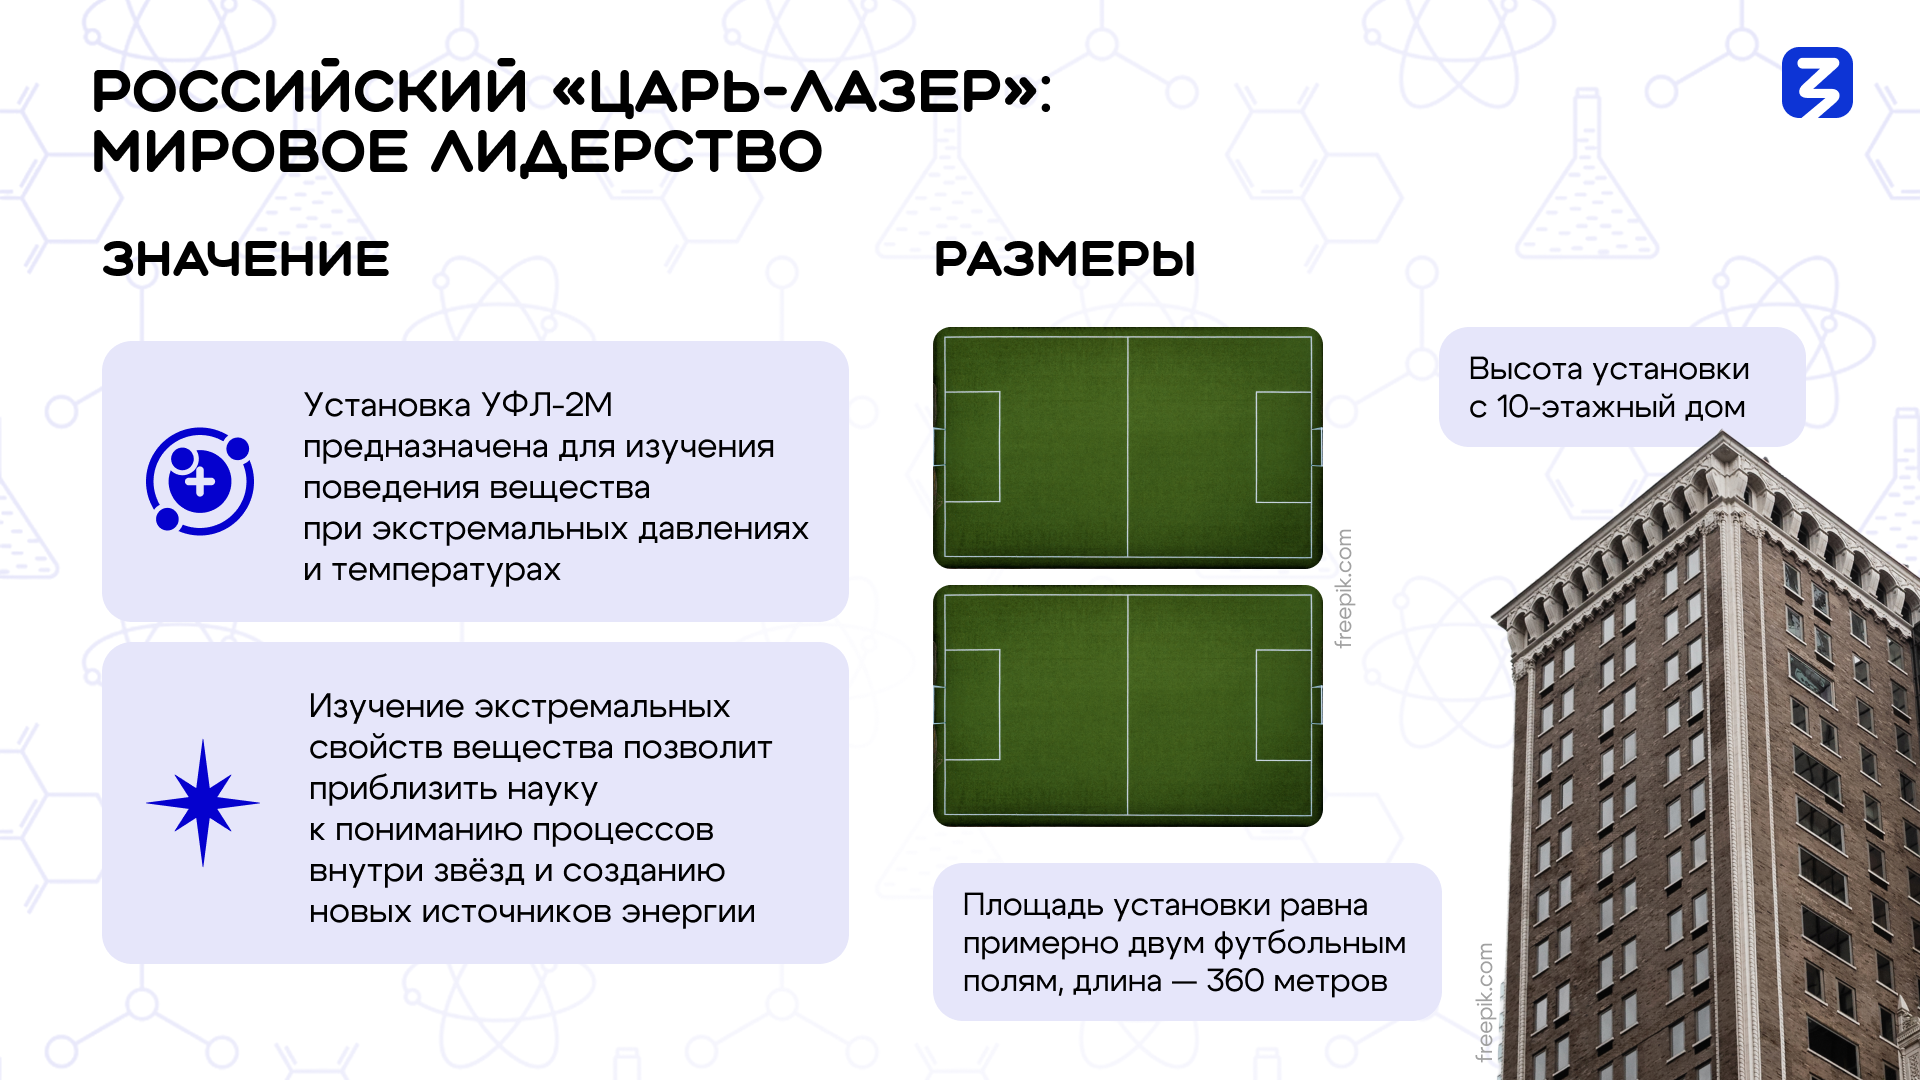 РОССИЙСКИЙ «ЦАРЬ-ЛАЗЕР»:
МИРОВОЕ ЛИДЕРСТВО
ЗНАЧЕНИЕ
Установка УФЛ-2М
предназначена для изучения
поведения вещества
при экстремальных давлениях
и температурах
Изучение экстремальных
свойств вещества позволит
приблизить науку
к пониманию процессов
внутри звёзд и созданию
новых источников энергии
РАЗМЕРЫ
freepik.com
Площадь установки равна
примерно двум футбольным
полям, длина — 360 метров
Высота установки
с 10-этажный дом
freepik.com